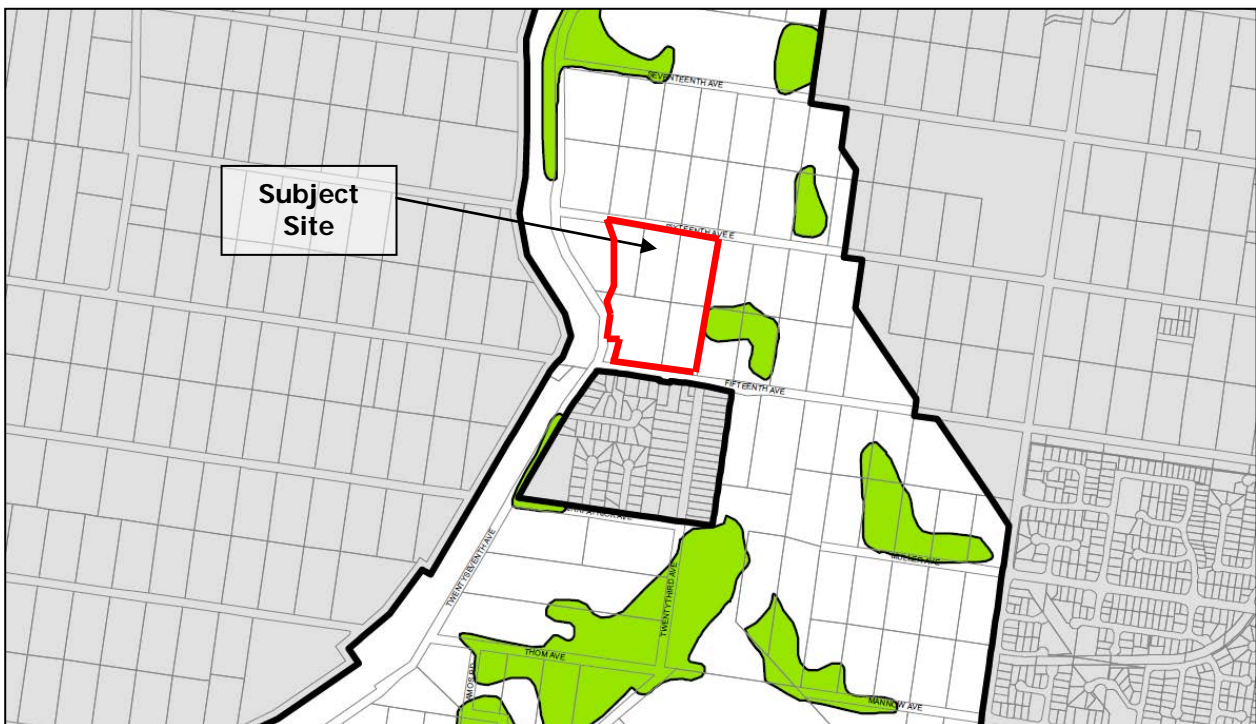 SEVENTEENTH AVE
Subject
Site
SIXTEENTH AVE E
FIFTEENTH AVE
TWENTYSEVENTH AVE
TWENTYTHIRD AVE
THOM AVE
MANNOW AVE